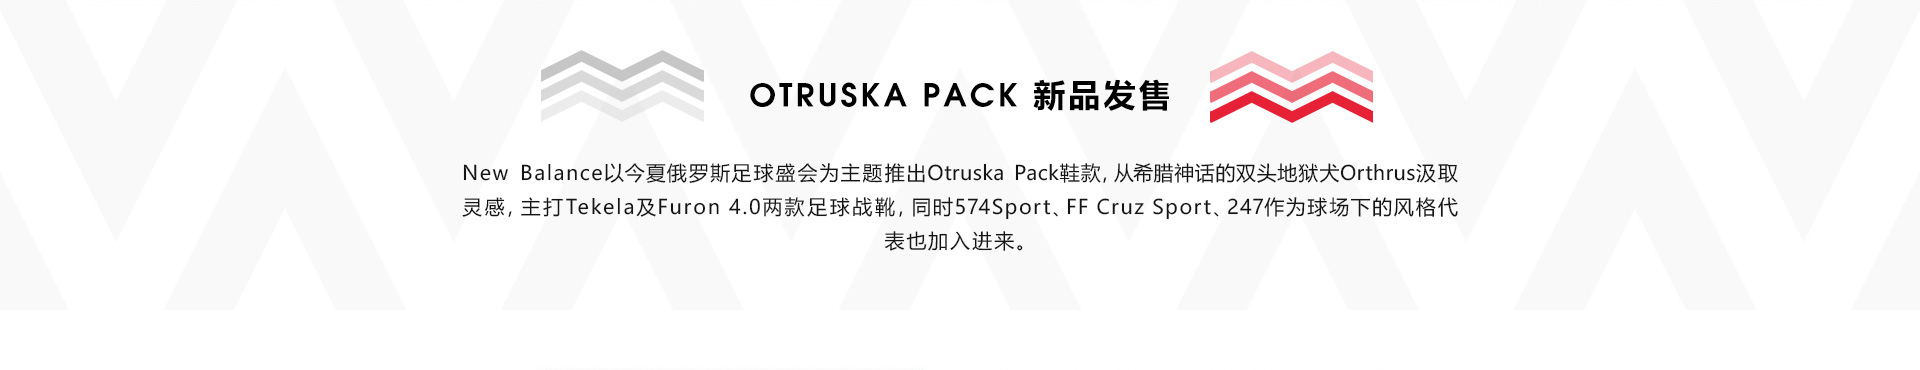 OTRUSKA PACK 新品发售
New Balance以今夏俄罗斯足球盛会为主题推出Otruska Pack鞋款, 从希腊神话的双头地狱犬Orthrus汲取
灵感, 主打Tekela及Furon 4.0两款足球战靴, 同时574Sport、FF Cruz Sport、247作为球场下的风格代
表也加入进来。